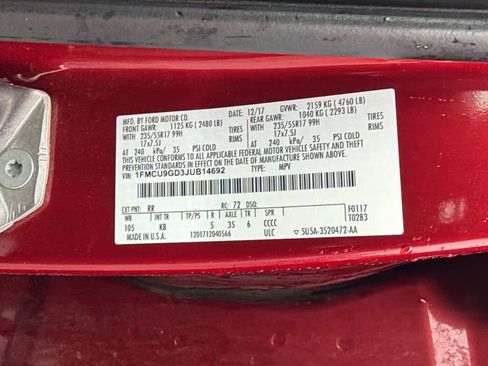 MFD. BY FORD MOTOR CO. 12/17 GVWR: 2159 KG ( 4760 LB)
FRONT GAWR: 1125 KG ( 2480 LB) REAR GAWR: 1040 KG ( 2293 LB)
WITH 235/55R17 99H TIRES WITH 235/55R17 99H TIRES
17x7.5J RIMS 17x7.5J RIMS
AT 240 kPa/ 35 PSI COLD AT 240 kPa/ 35 PSI COLD
THIS VEHICLE CONFORMS TO ALL APPLICABLE FEDERAL MOTOR VEHICLE SAFETY AND THEFT
PREVENTION STANDARDS IN EFFECT ON THE DATE OF MANUFACTURE SHOWN ABOVE.
VIN: 1FMCU9GD3JUB14692 TYPE: MPV
EXT PNT: RR RC: 72 DSO: F0117
WB INT TR TP/PS R AXLE TR SPR T0283
105 KB 5 35 6 CCCC
MADE IN U.S.A. 1201712040566 ULC 5U5A-3520472-AA